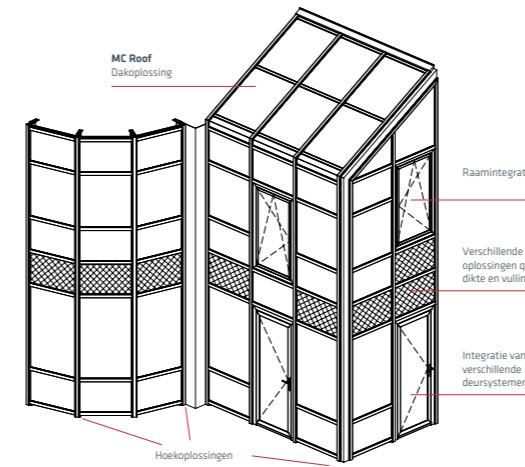 MC Roof
Dakoplossing
Raamintegrat
Verschillende
oplossingen q
dikte en vullin
Integratie van
verschillende
deursystemen
Hoekoplossingen